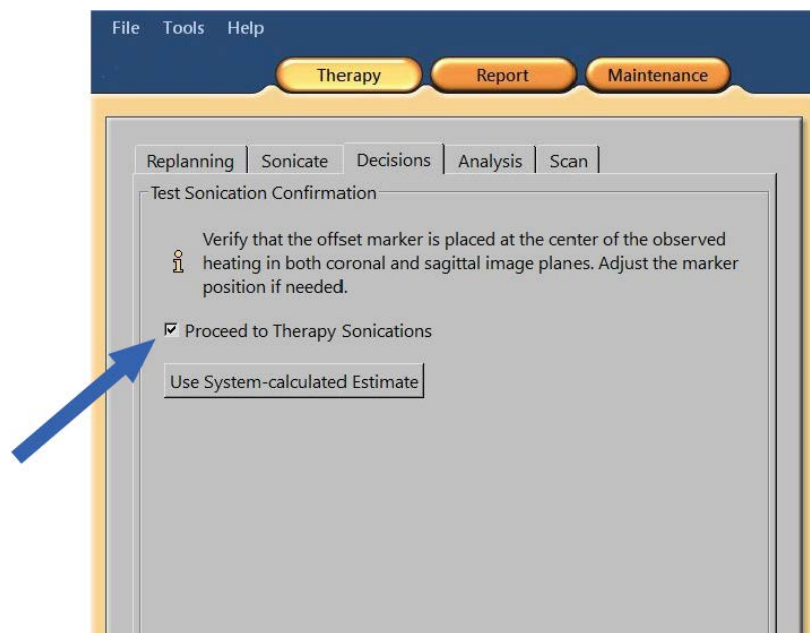 File Tools Help
Therapy Report Maintenance
Replanning Sonicate Decisions Analysis Scan
Test Sonication Confirmation
Verify that the offset marker is placed at the center of the observed
heating in both coronal and sagittal image planes. Adjust the marker
position if needed.
Proceed to Therapy Sonications
Use System-calculated Estimate